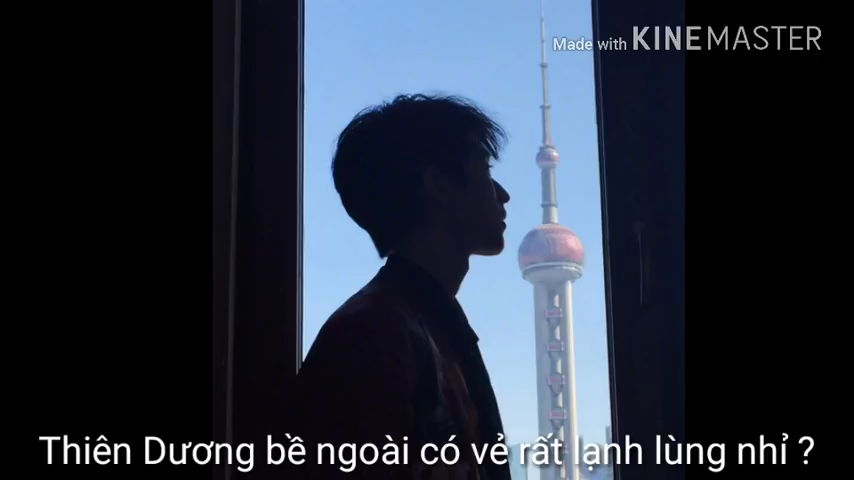 Made with KINEMASTER
Thiên Dương bề ngoài có vẻ rất lạnh lùng nhỉ ?